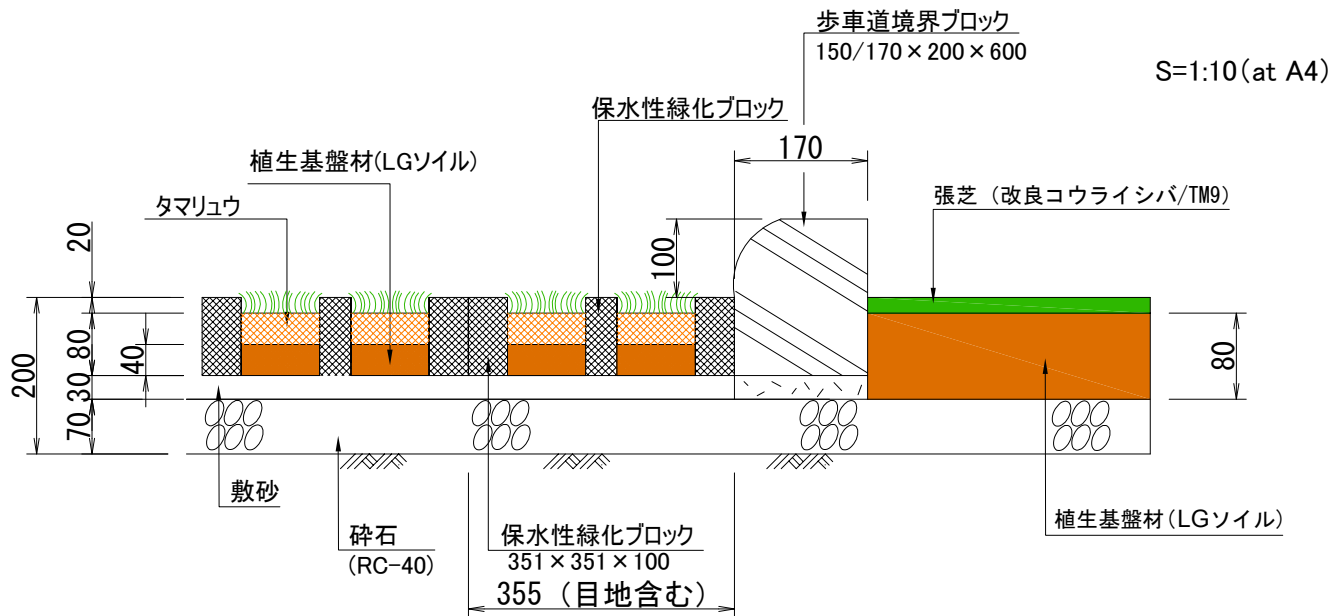 歩車道境界ブロック
150/170×200×600
S=1:10(at A4)
保水性緑化ブロック
170
植生基盤材(LGソイル)
張芝（改良コウライシバ/TM9）
タマリュウ
20
100
200
80
40
30
70
80
敷砂
砕石
(RC-40)
保水性緑化ブロック
351×351×100
355（目地含む）
植生基盤材(LGソイル)